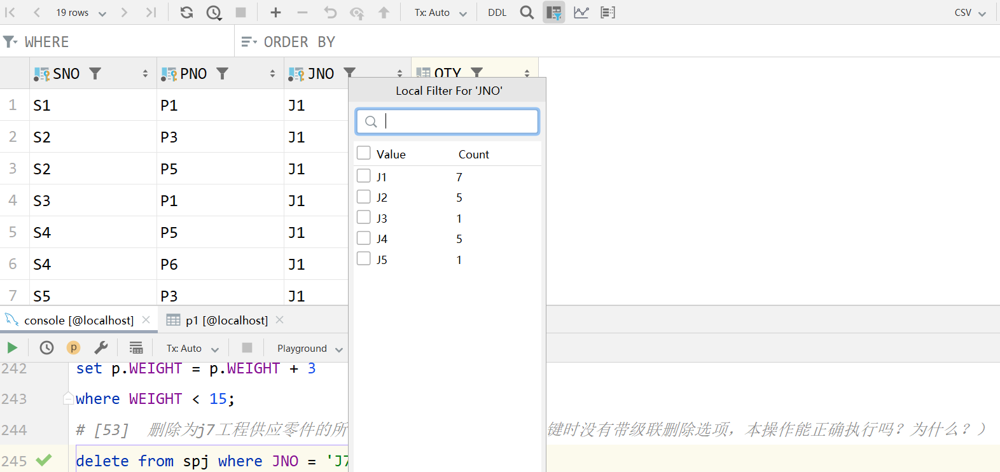 19 rows Tx: Auto DDL CSV
WHERE ORDER BY
SNO PNO JNO QTY
Local Filter For 'JNO'
1 S1 P1 J1
2 S2 P3 J1
3 S2 P5 J1
4 S3 P1 J1
5 S4 P5 J1
6 S4 P6 J1
7 S5 P3 J1
Value Count
J1 7
J2 5
J3 1
J4 5
J5 1
console [@localhost] p1 [@localhost]
p Tx: Auto Playground
242 set p.WEIGHT = p.WEIGHT + 3
243 where WEIGHT < 15;
244 # [53] 删除为j7工程供应零件的所 键时没有带级联删除选项，本操作能正确执行吗？为什么？）
245 delete from spj where JNO = 'J7